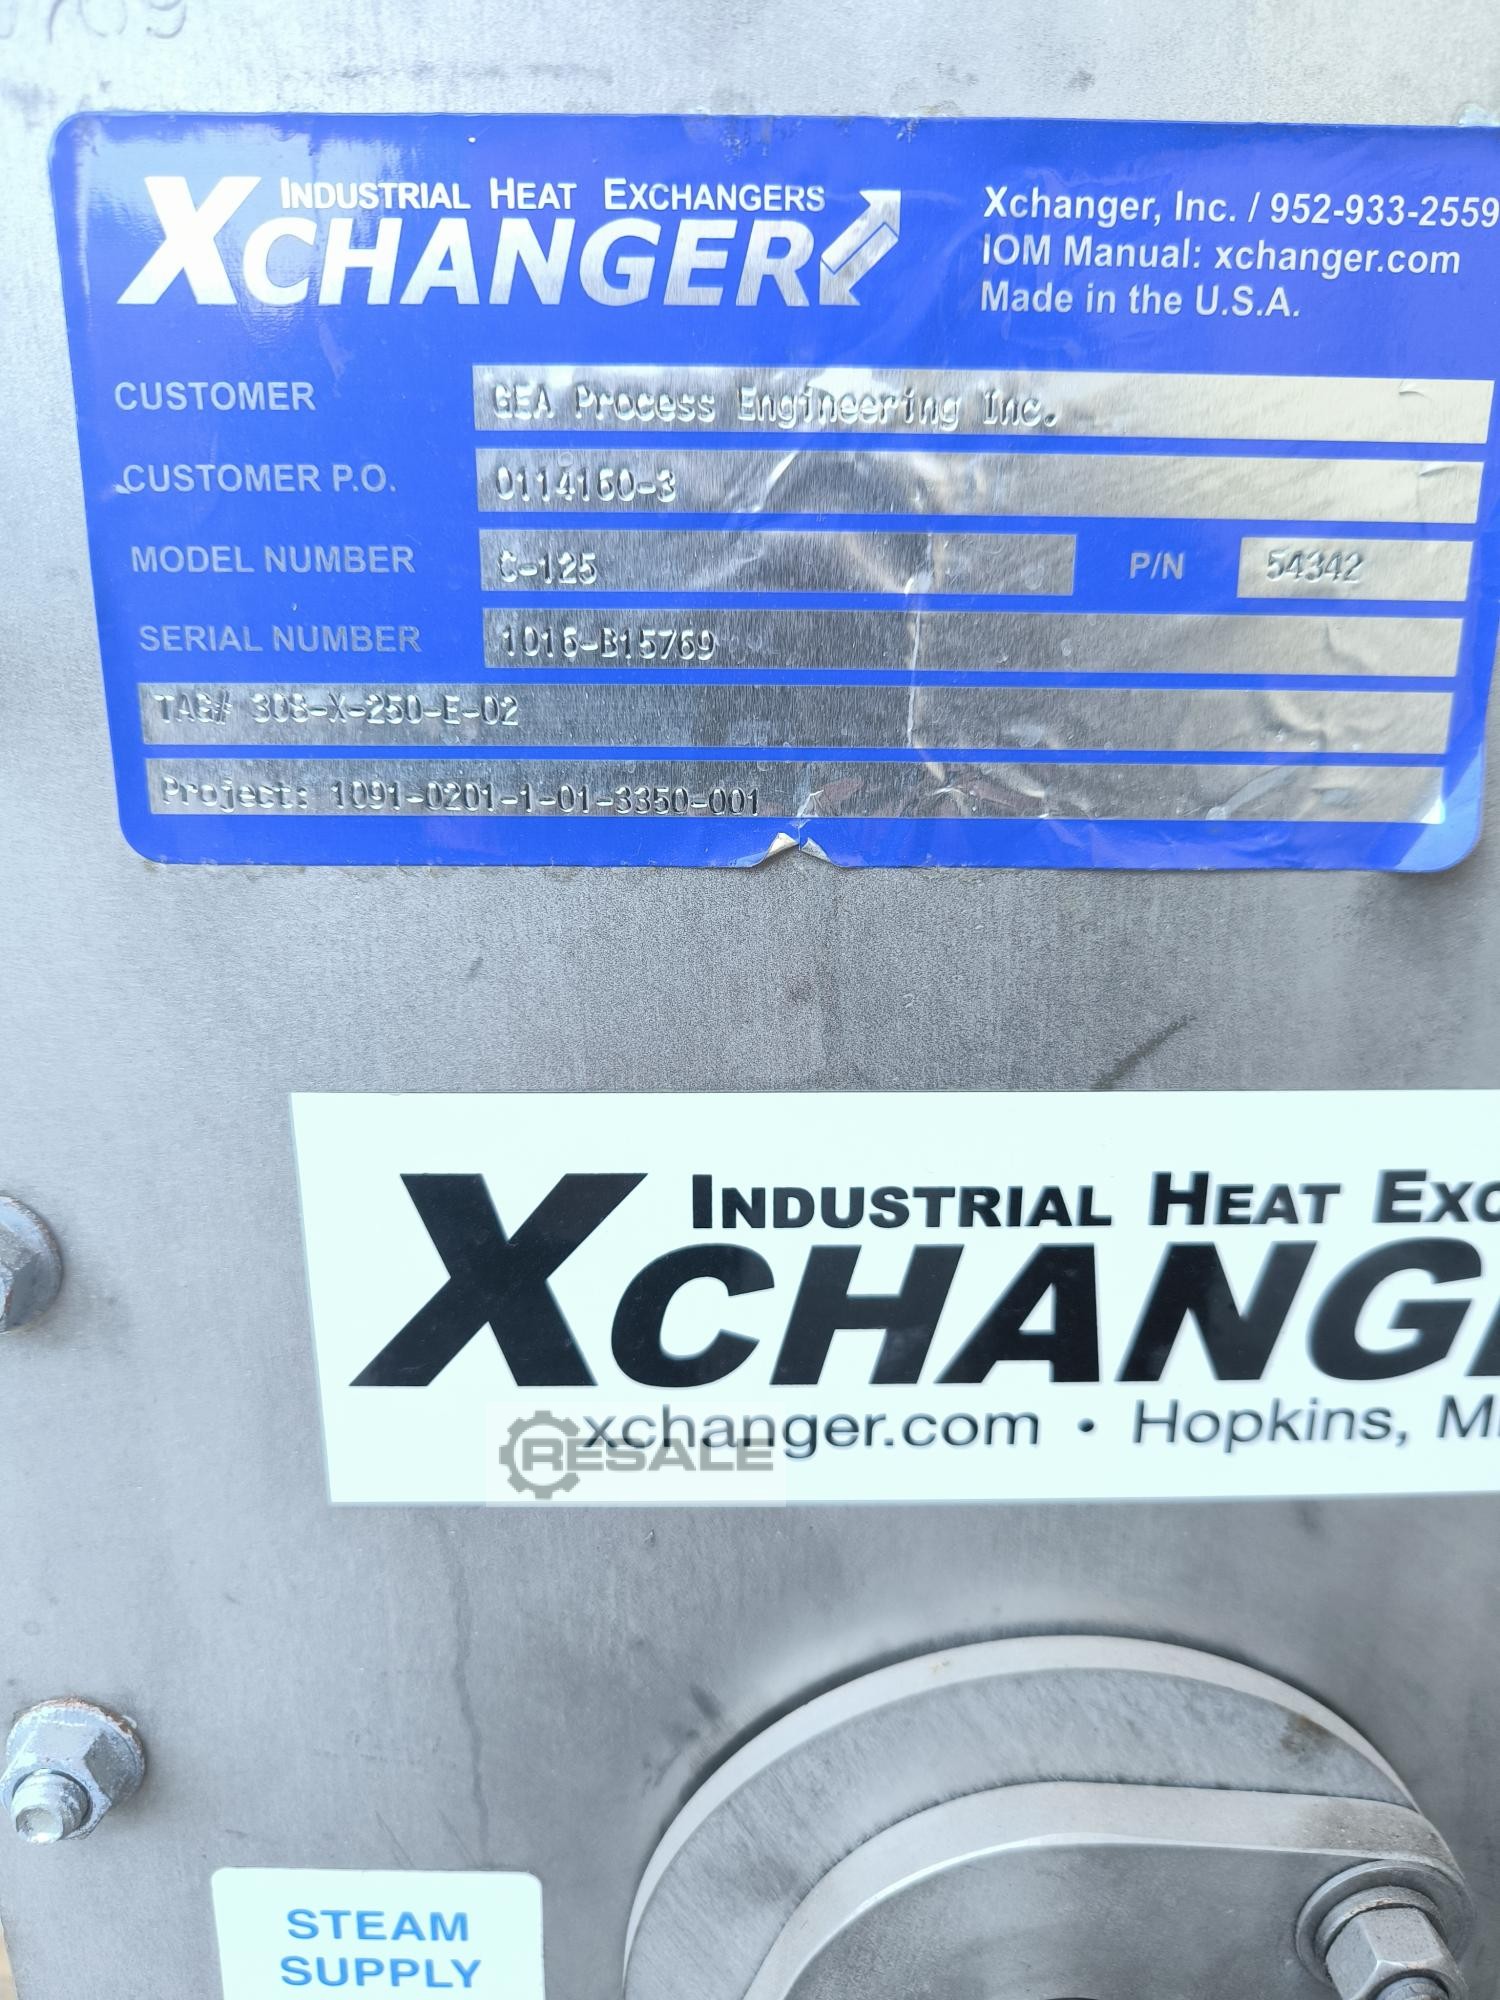 INDUSTRIAL HEAT EXCHANGERS
XCHANGER
Xchanger, Inc. / 952-933-2559
IOM Manual: xchanger.com
Made in the U.S.A.
CUSTOMER GEA Process Engineering Inc.
CUSTOMER P.O. 0114160-3
MODEL NUMBER C-125 P/N 54342
SERIAL NUMBER 1016-B15769
TAG# 308-X-250-E-02
Project: 1091-0201-1-01-3350-001
INDUSTRIAL HEAT EXC
XCHANG
xchanger.com • Hopkins, M
RESALE
STEAM
SUPPLY